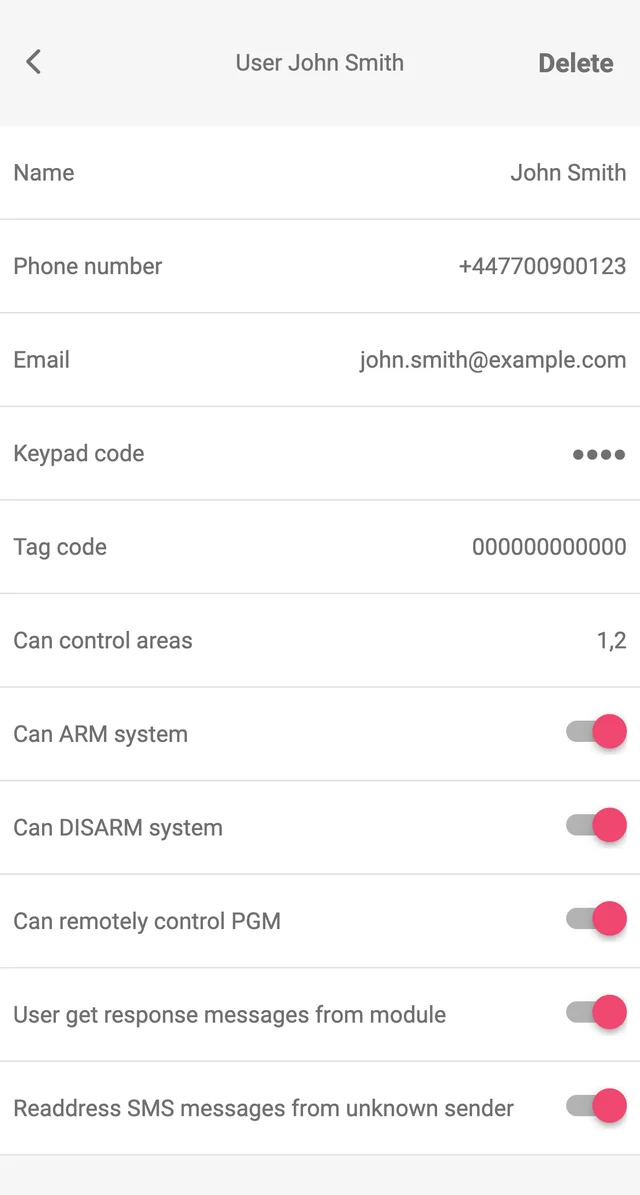 User John Smith Delete
Name John Smith
Phone number +447700900123
Email john.smith@example.com
Keypad code ●●●●
Tag code 000000000000
Can control areas 1,2
Can ARM system
Can DISARM system
Can remotely control PGM
User get response messages from module
Readdress SMS messages from unknown sender